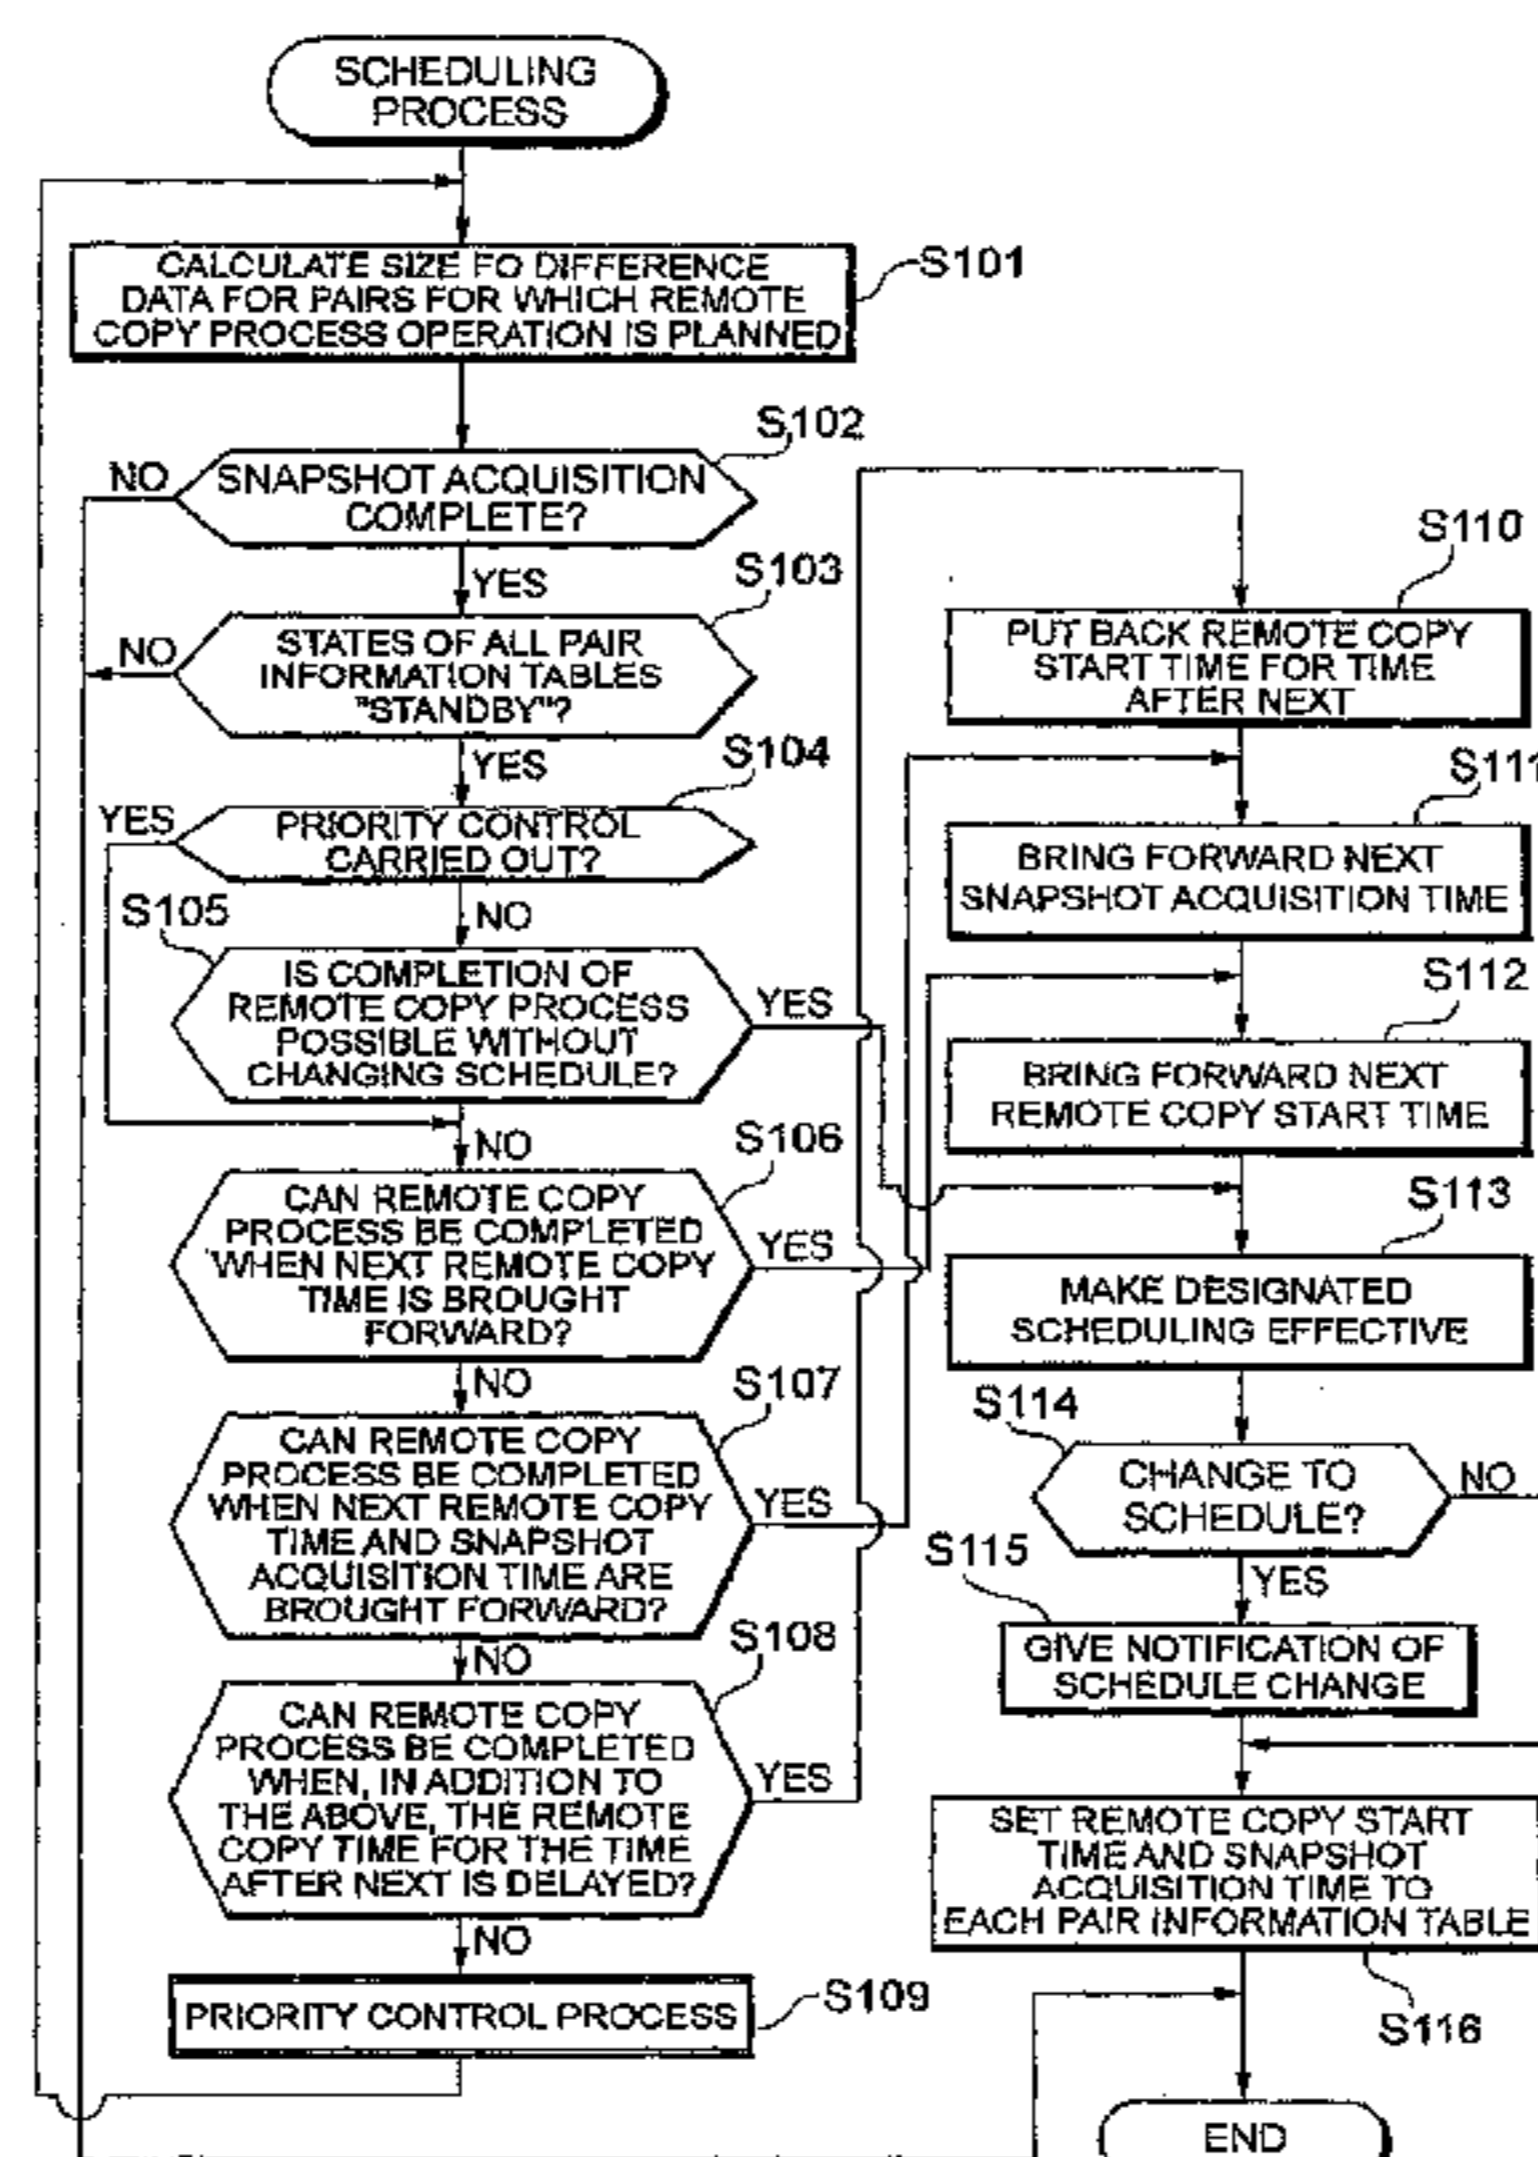 SCHEDULING
PROCESS
CALCULATE SIZE FO DIFFERENCE
DATA FOR PAIRS FOR WHICH REMOTE
COPY PROCESS OPERATION IS PLANNED
S101
S102
NO
SNAPSHOT ACQUISITION
COMPLETE?
YES
S103
NO
STATES OF ALL PAIR
INFORMATION TABLES
"STANDBY"?
YES
S104
YES
PRIORITY CONTROL
CARRIED OUT?
NO
S105
IS COMPLETION OF
REMOTE COPY PROCESS
POSSIBLE WITHOUT
CHANGING SCHEDULE?
YES
NO
S106
CAN REMOTE COPY
PROCESS BE COMPLETED
WHEN NEXT REMOTE COPY
TIME IS BROUGHT
FORWARD?
YES
NO
S107
CAN REMOTE COPY
PROCESS BE COMPLETED
WHEN NEXT REMOTE COPY
TIME AND SNAPSHOT
ACQUISITION TIME ARE
BROUGHT FORWARD?
YES
NO
S108
CAN REMOTE COPY
PROCESS BE COMPLETED
WHEN, IN ADDITION TO
THE ABOVE, THE REMOTE
COPY TIME FOR THE TIME
AFTER NEXT IS DELAYED?
YES
NO
PRIORITY CONTROL PROCESS
S109
S110
PUT BACK REMOTE COPY
START TIME FOR TIME
AFTER NEXT
S111
BRING FORWARD NEXT
SNAPSHOT ACQUISITION TIME
S112
BRING FORWARD NEXT
REMOTE COPY START TIME
S113
MAKE DESIGNATED
SCHEDULING EFFECTIVE
S114
CHANGE TO
SCHEDULE?
NO
YES
S115
GIVE NOTIFICATION OF
SCHEDULE CHANGE
SET REMOTE COPY START
TIME AND SNAPSHOT
ACQUISITION TIME TO
EACH PAIR INFORMATION TABLE
S116
END